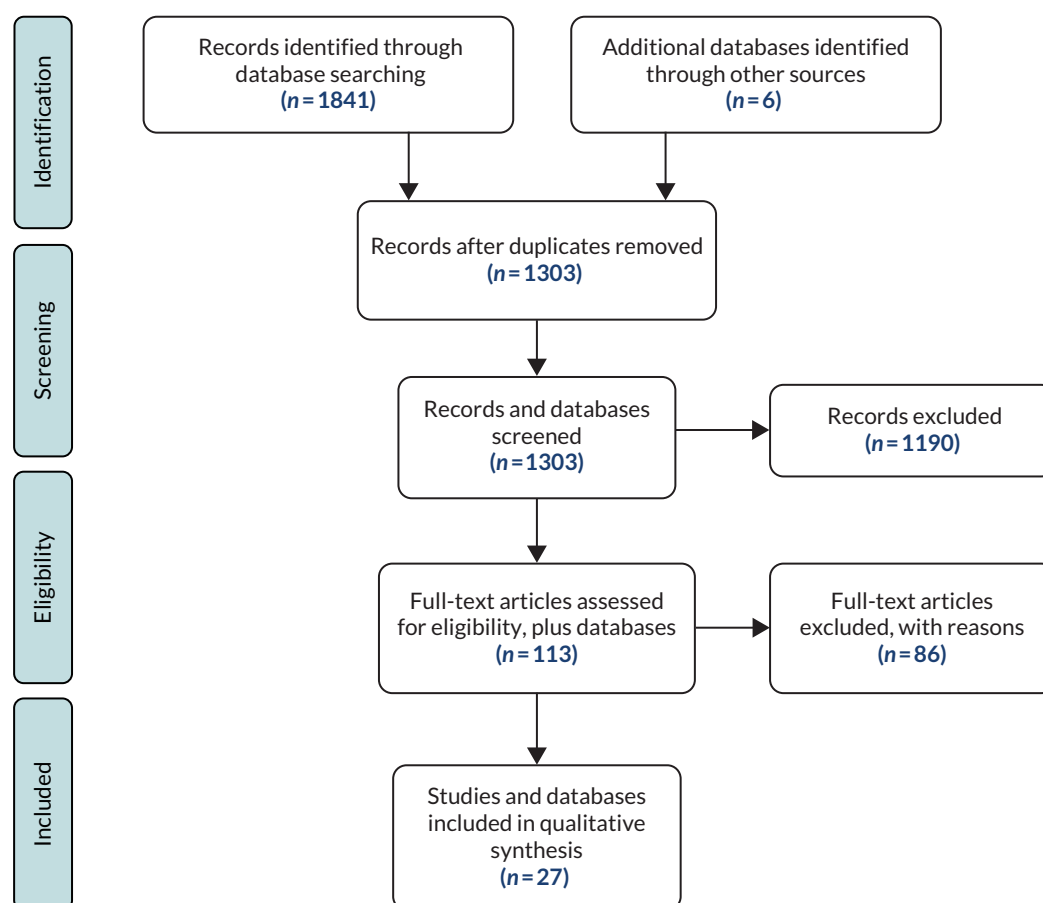 Identification
Records identified through
database searching
(n=1841)
Additional databases identified
through other sources
(n=6)
Screening
Records after duplicates removed
(n=1303)
Records and databases
screened
(n=1303)
Records excluded
(n=1190)
Eligibility
Full-text articles assessed
for eligibility, plus databases
(n=113)
Full-text articles
excluded, with reasons
(n=86)
Included
Studies and databases
included in qualitative
synthesis
(n=27)